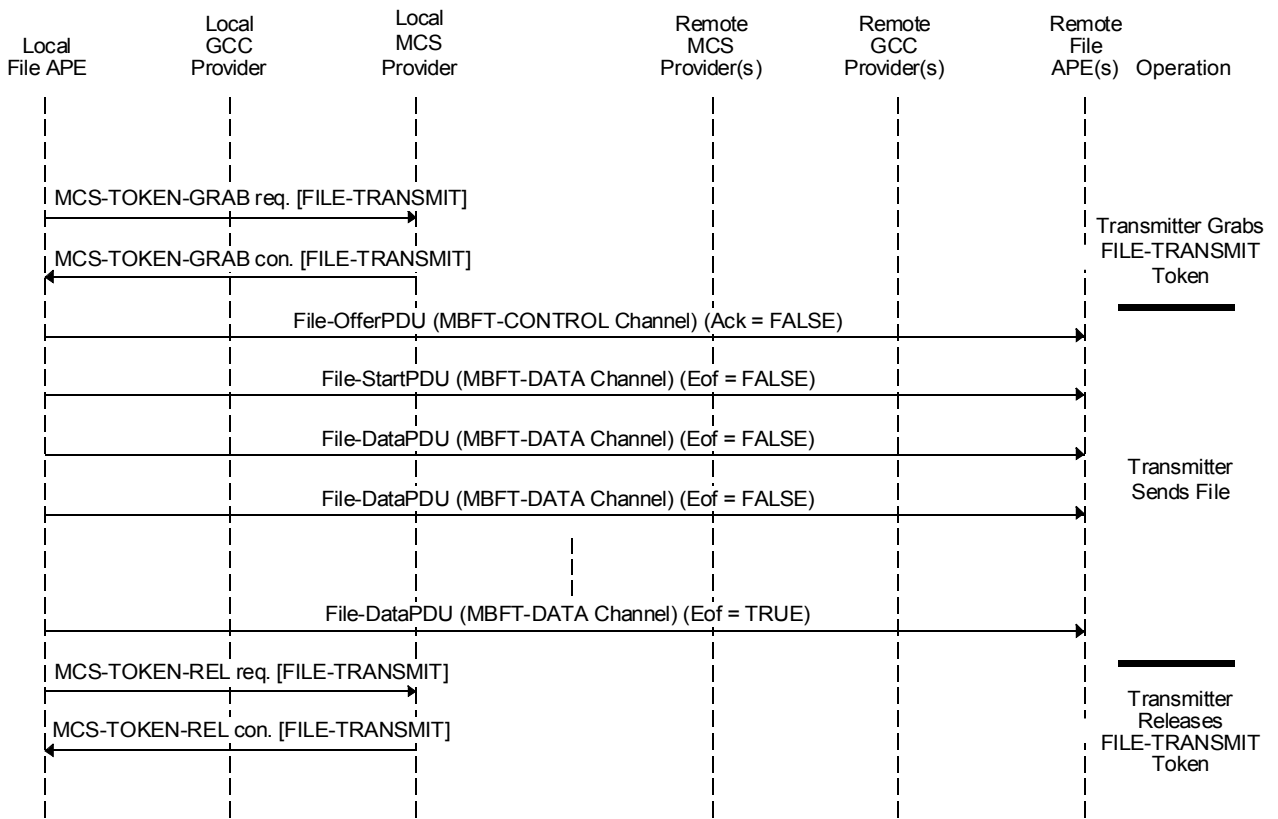 Local
File APE
Local
GCC
Provider
Local
MCS
Provider
Remote
MCS
Provider(s)
Remote
GCC
Provider(s)
Remote
File
APE(s)
Operation
MCS-TOKEN-GRAB req. [FILE-TRANSMIT]
MCS-TOKEN-GRAB con. [FILE-TRANSMIT]
Transmitter Grabs
FILE-TRANSMIT
Token
File-OfferPDU (MBFT-CONTROL Channel) (Ack = FALSE)
File-StartPDU (MBFT-DATA Channel) (Eof = FALSE)
File-DataPDU (MBFT-DATA Channel) (Eof = FALSE)
File-DataPDU (MBFT-DATA Channel) (Eof = FALSE)
Transmitter
Sends File
File-DataPDU (MBFT-DATA Channel) (Eof = TRUE)
MCS-TOKEN-REL req. [FILE-TRANSMIT]
MCS-TOKEN-REL con. [FILE-TRANSMIT]
Transmitter
Releases
FILE-TRANSMIT
Token